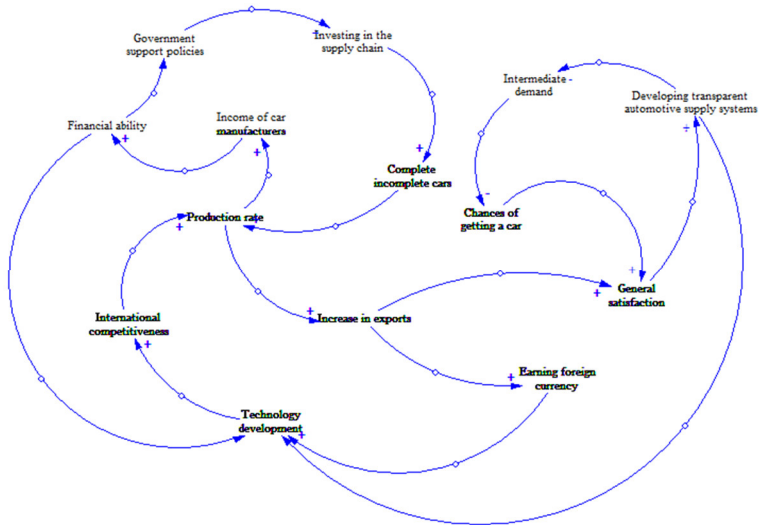 Government
support policies
Investing in the
supply chain
Intermediate -
demand
Developing transparent
automotive supply systems
Financial ability
Income of car
manufacturers
Complete
incomplete cars
Chances of
getting a car
Production rate
General
satisfaction
International
competitiveness
Increase in exports
Earning foreign
currency
Technology
development